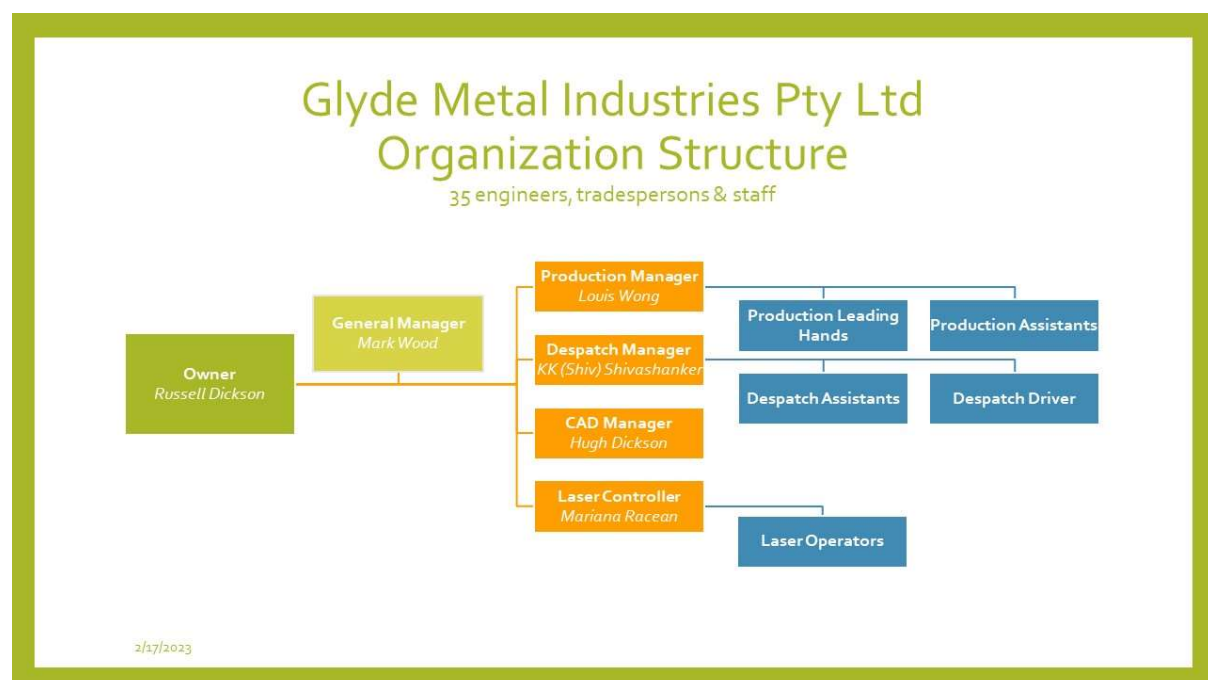 Glyde Metal Industries Pty Ltd
Organization Structure
35 engineers, tradespersons & staff
Owner
Russell Dickson
General Manager
Mark Wood
Production Manager
Louis Wong
Production Leading
Hands
Production Assistants
Despatch Manager
KK (Shiv) Shivashanker
Despatch Assistants
Despatch Driver
CAD Manager
Hugh Dickson
Laser Controller
Mariana Racean
Laser Operators
2/17/2023